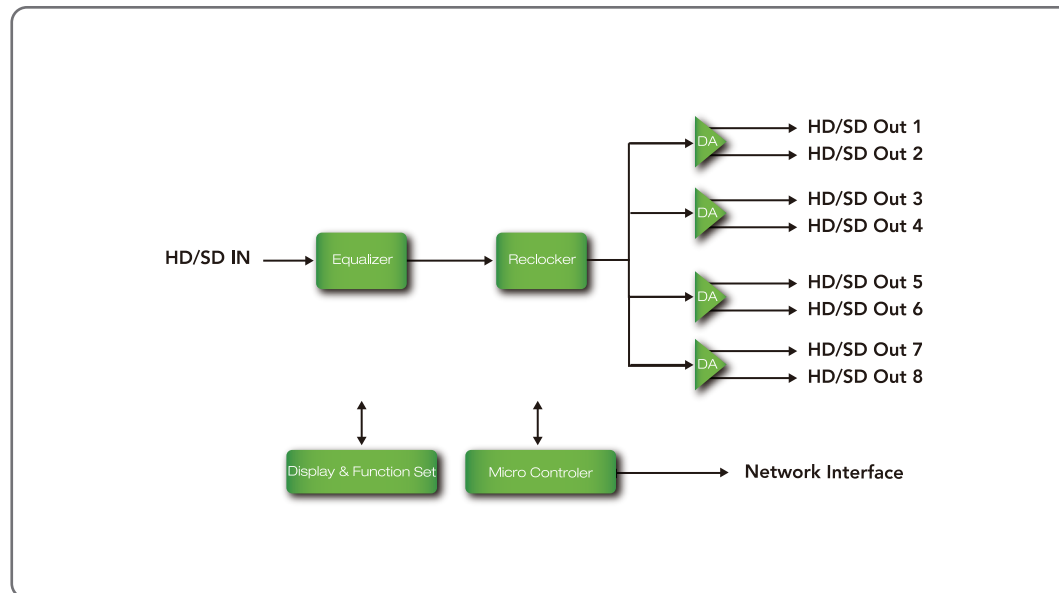 HD/SD IN
Equalizer
Reclocker
DA
HD/SD Out 1
HD/SD Out 2
DA
HD/SD Out 3
HD/SD Out 4
DA
HD/SD Out 5
HD/SD Out 6
DA
HD/SD Out 7
HD/SD Out 8
Display & Function Set
Micro Controler
Network Interface